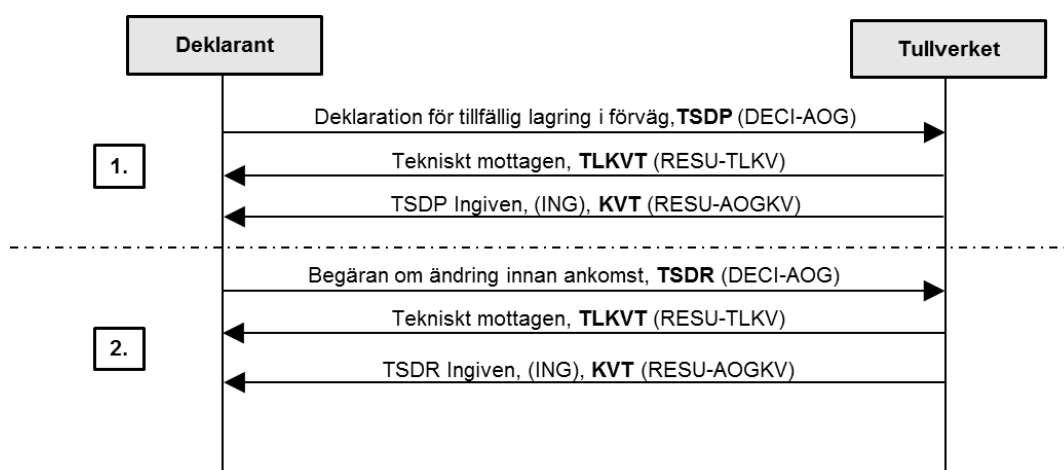 Deklarant
Tullverket
Deklaration för tillfällig lagring i förväg,TSDP (DECI-AOG)
1.
Tekniskt mottagen, TLKVT (RESU-TLKV)
TSDP Ingiven, (ING), KVT (RESU-AOGKV)
Begäran om ändring innan ankomst, TSDR (DECI-AOG)
Tekniskt mottagen, TLKVT (RESU-TLKV)
2.
TSDR Ingiven, (ING), KVT (RESU-AOGKV)